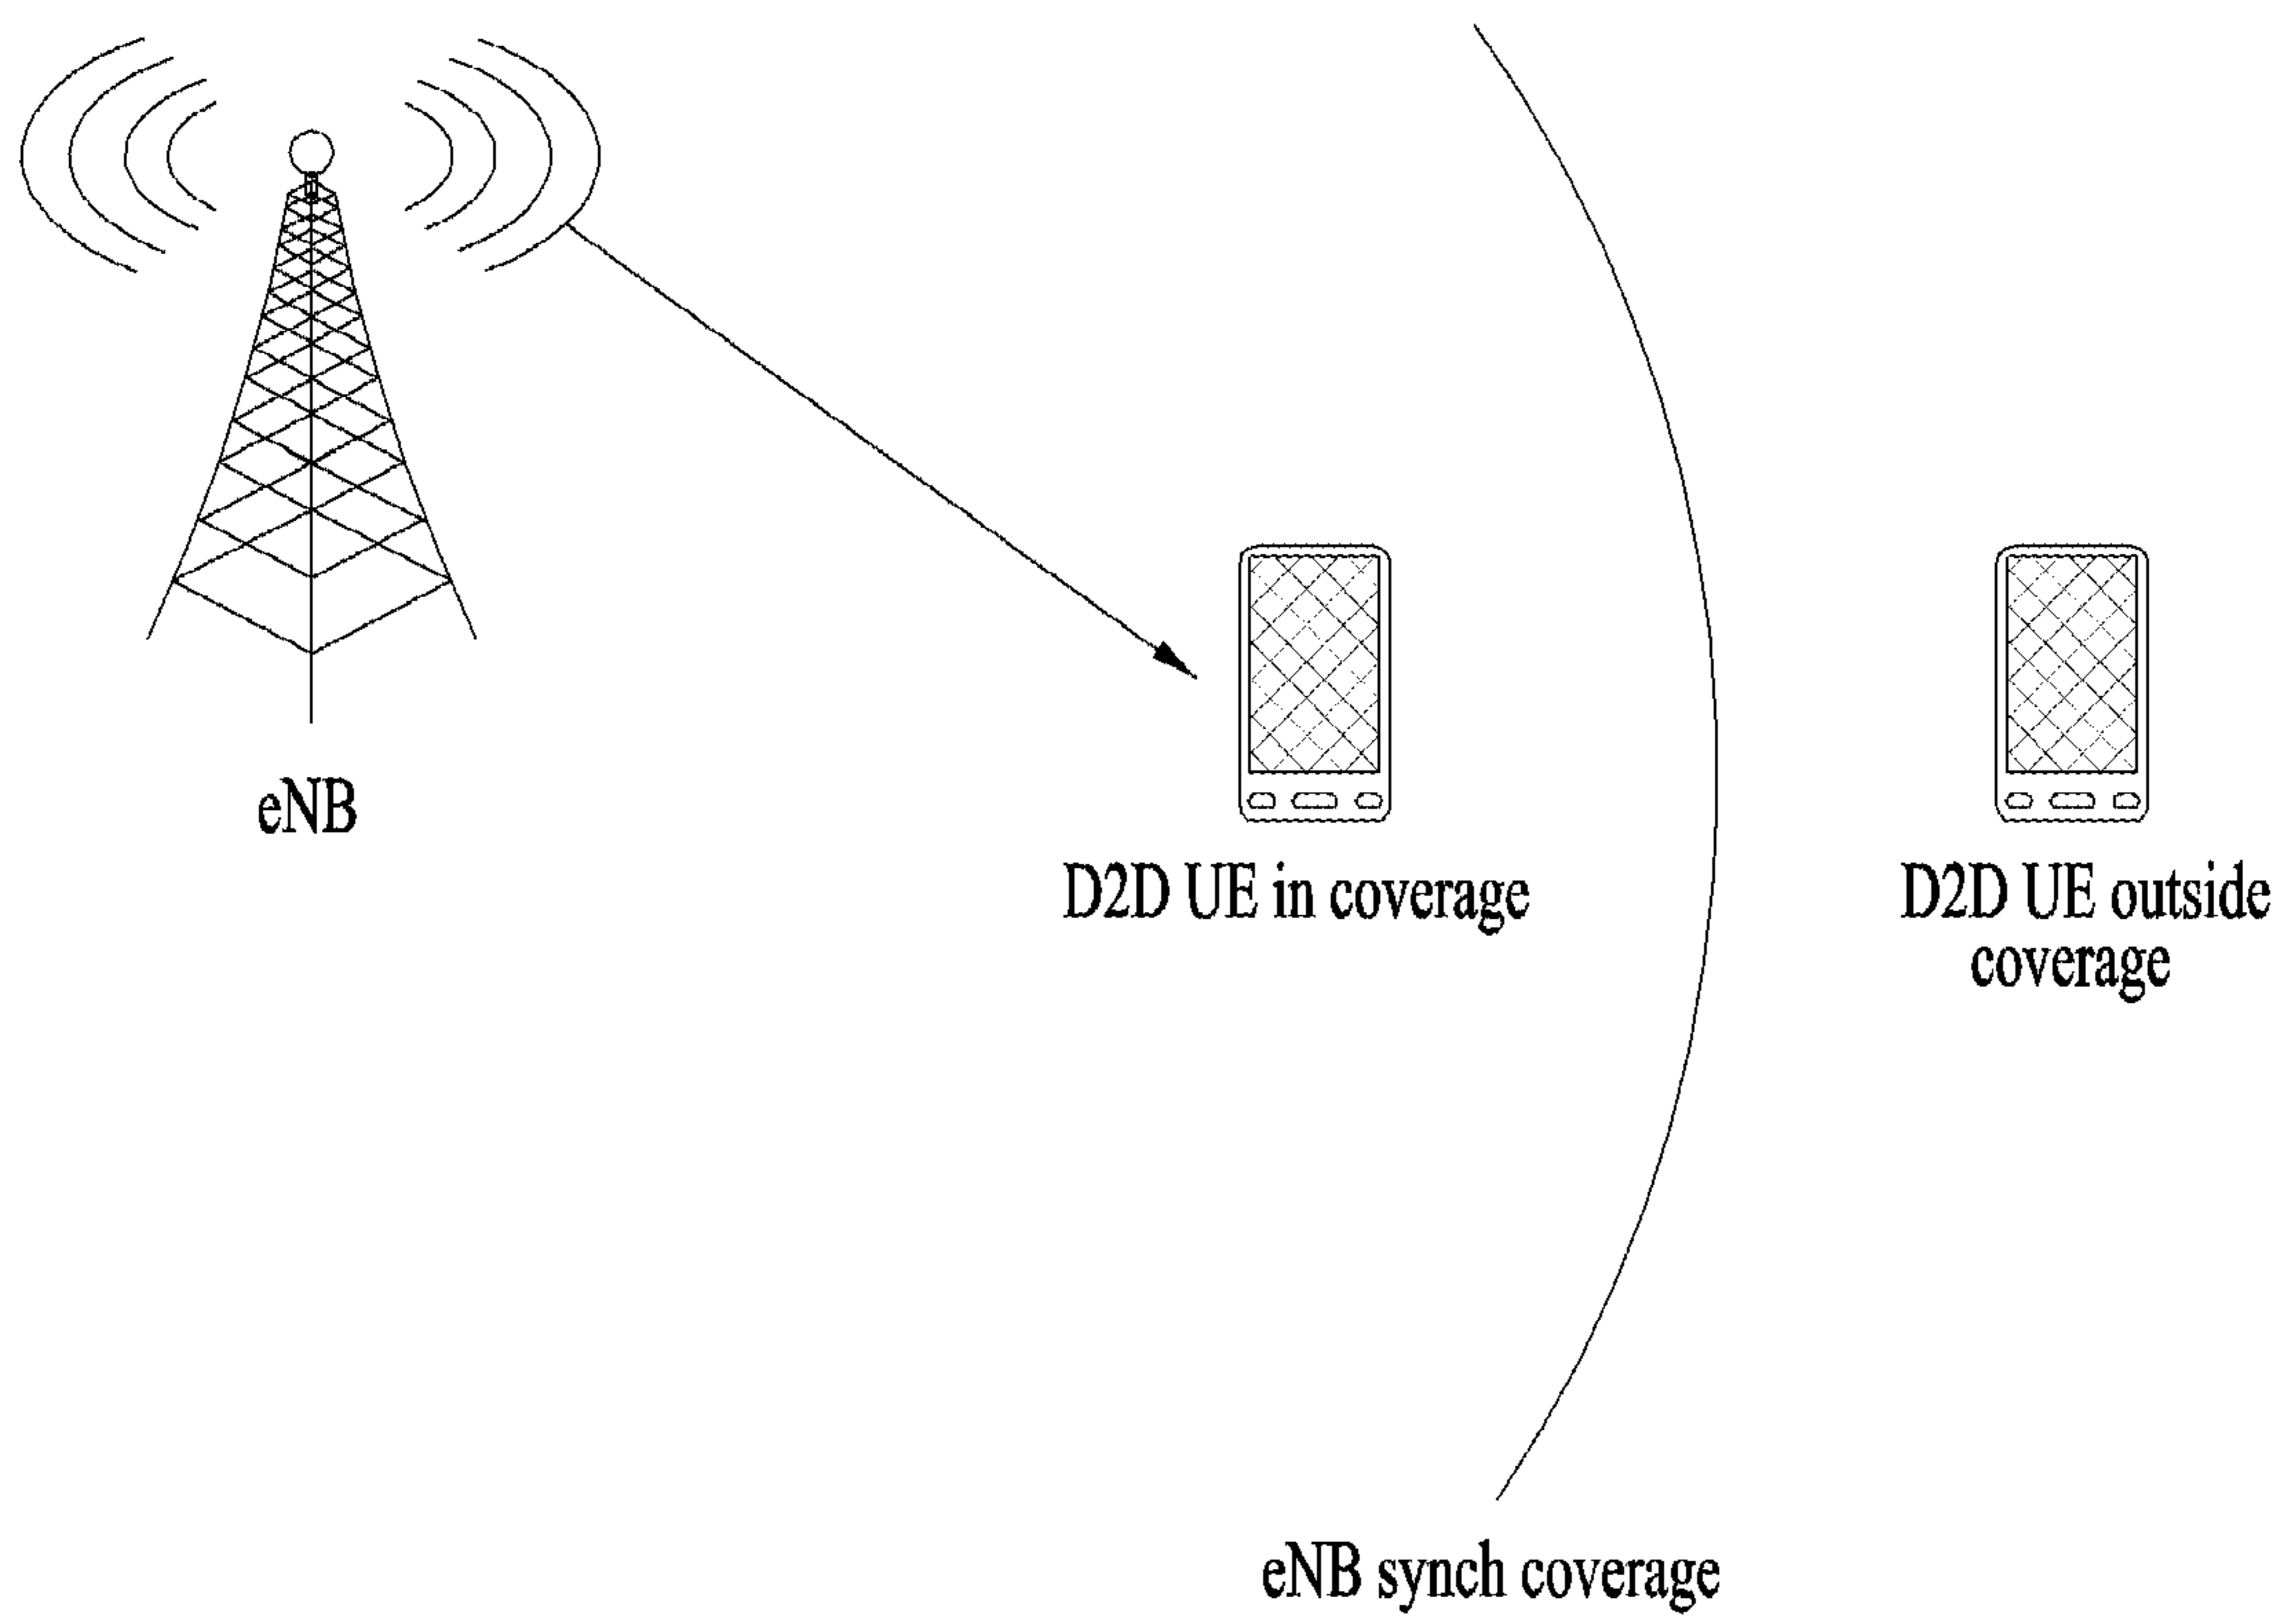 eNB
D2D UE in coverage
D2D UE outside
coverage
eNB synch coverage